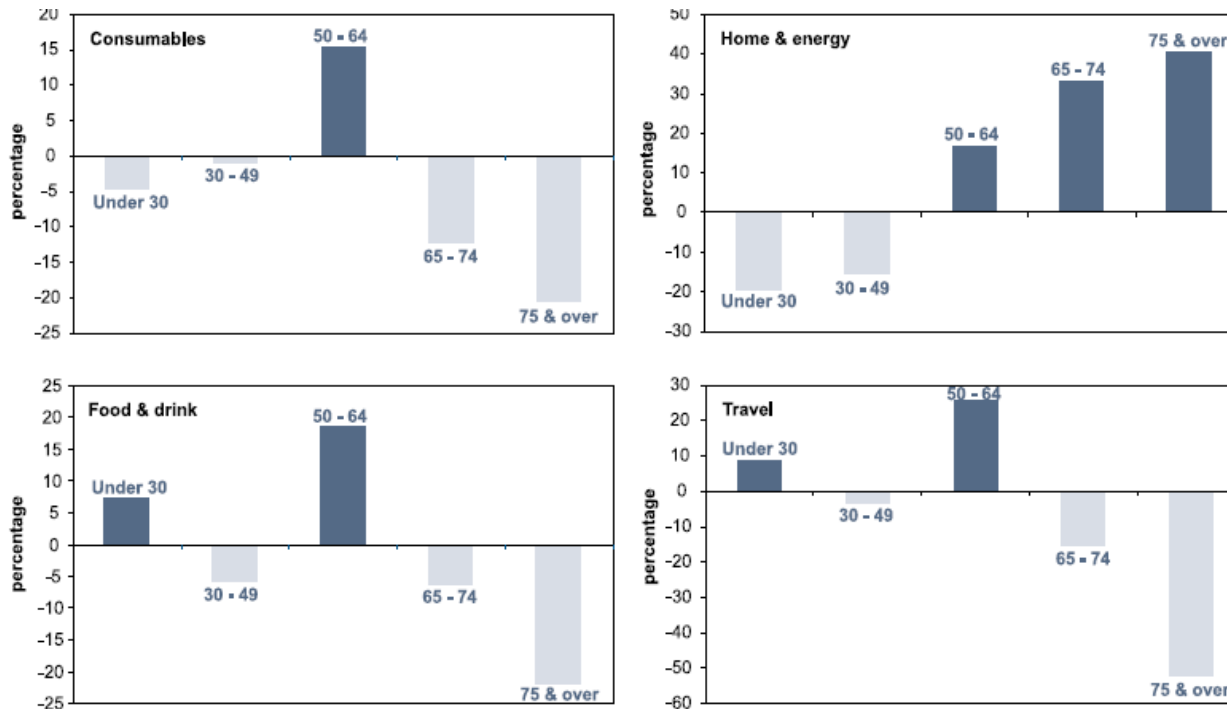 Consumables
percentage
20
15
10
5
0
-5
-10
-15
-20
-25
Under 30
30 - 49
50 - 64
65 - 74
75 & over
Home & energy
percentage
50
40
30
20
10
0
-10
-20
-30
Under 30
30 - 49
50 - 64
65 - 74
75 & over
Food & drink
percentage
25
20
15
10
5
0
-5
-10
-15
-20
-25
Under 30
30 - 49
50 - 64
65 - 74
75 & over
Travel
percentage
30
20
10
0
-10
-20
-30
-40
-50
-60
Under 30
30 - 49
50 - 64
65 - 74
75 & over